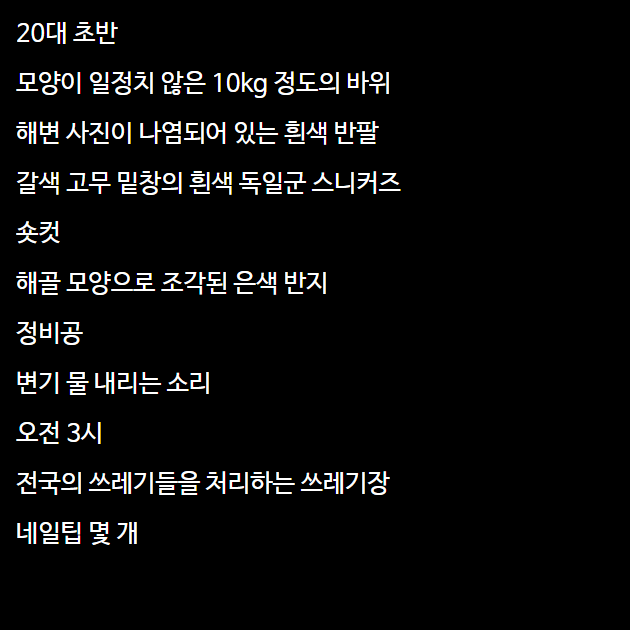 20대 초반
모양이 일정치 않은 10kg 정도의 바위
해변 사진이 나염되어 있는 흰색 반팔
갈색 고무 밑창의 흰색 독일군 스니커즈
숏컷
해골 모양으로 조각된 은색 반지
정비공
변기 물 내리는 소리
오전 3시
전국의 쓰레기들을 처리하는 쓰레기장
네일팁 몇 개